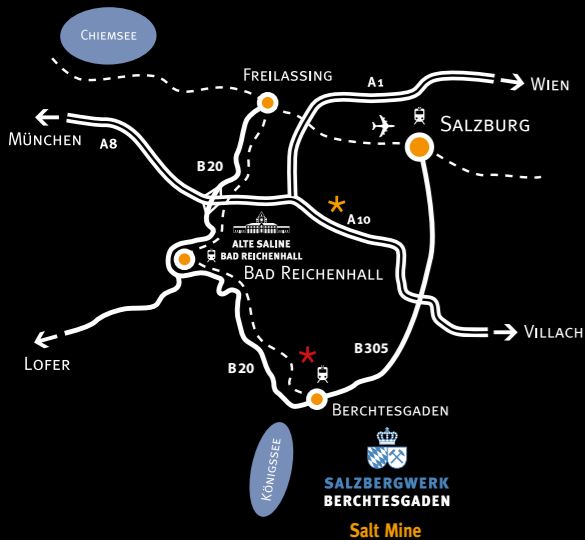 CHIEMSEE
FREILASSING
A1
WIEN
MÜNCHEN
A8
SALZBURG
B20
A10
ALTE SALINE
BAD REICHENHALL
BAD REICHENHALL
LOFER
B20
B305
VILLACH
BERCHTESGADEN
KÖNIGSSEE
SALZBERGWERK
BERCHTESGADEN
Salt Mine